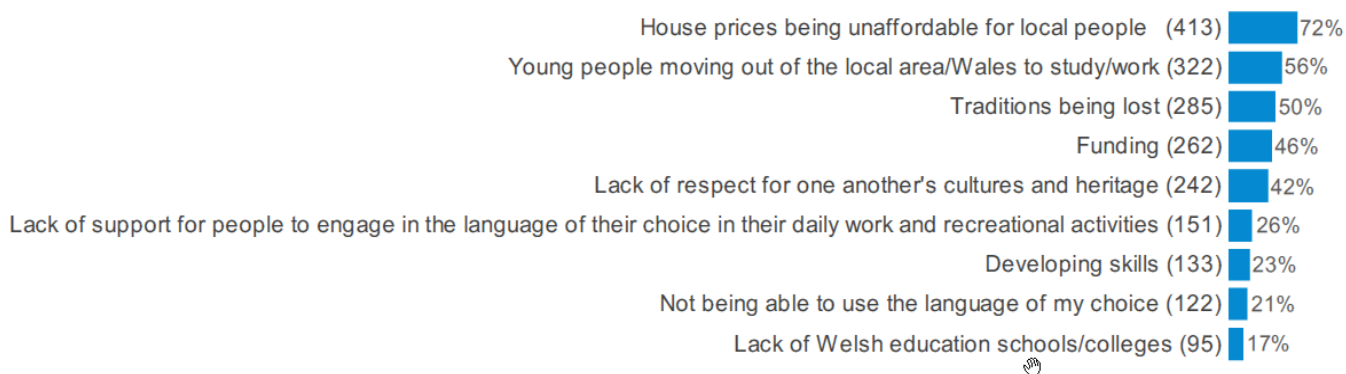 House prices being unaffordable for local people (413) 72%
Young people moving out of the local area/Wales to study/work (322) 56%
Traditions being lost (285) 50%
Funding (262) 46%
Lack of respect for one another's cultures and heritage (242) 42%
Lack of support for people to engage in the language of their choice in their daily work and recreational activities (151) 26%
Developing skills (133) 23%
Not being able to use the language of my choice (122) 21%
Lack of Welsh education schools/colleges (95) 17%